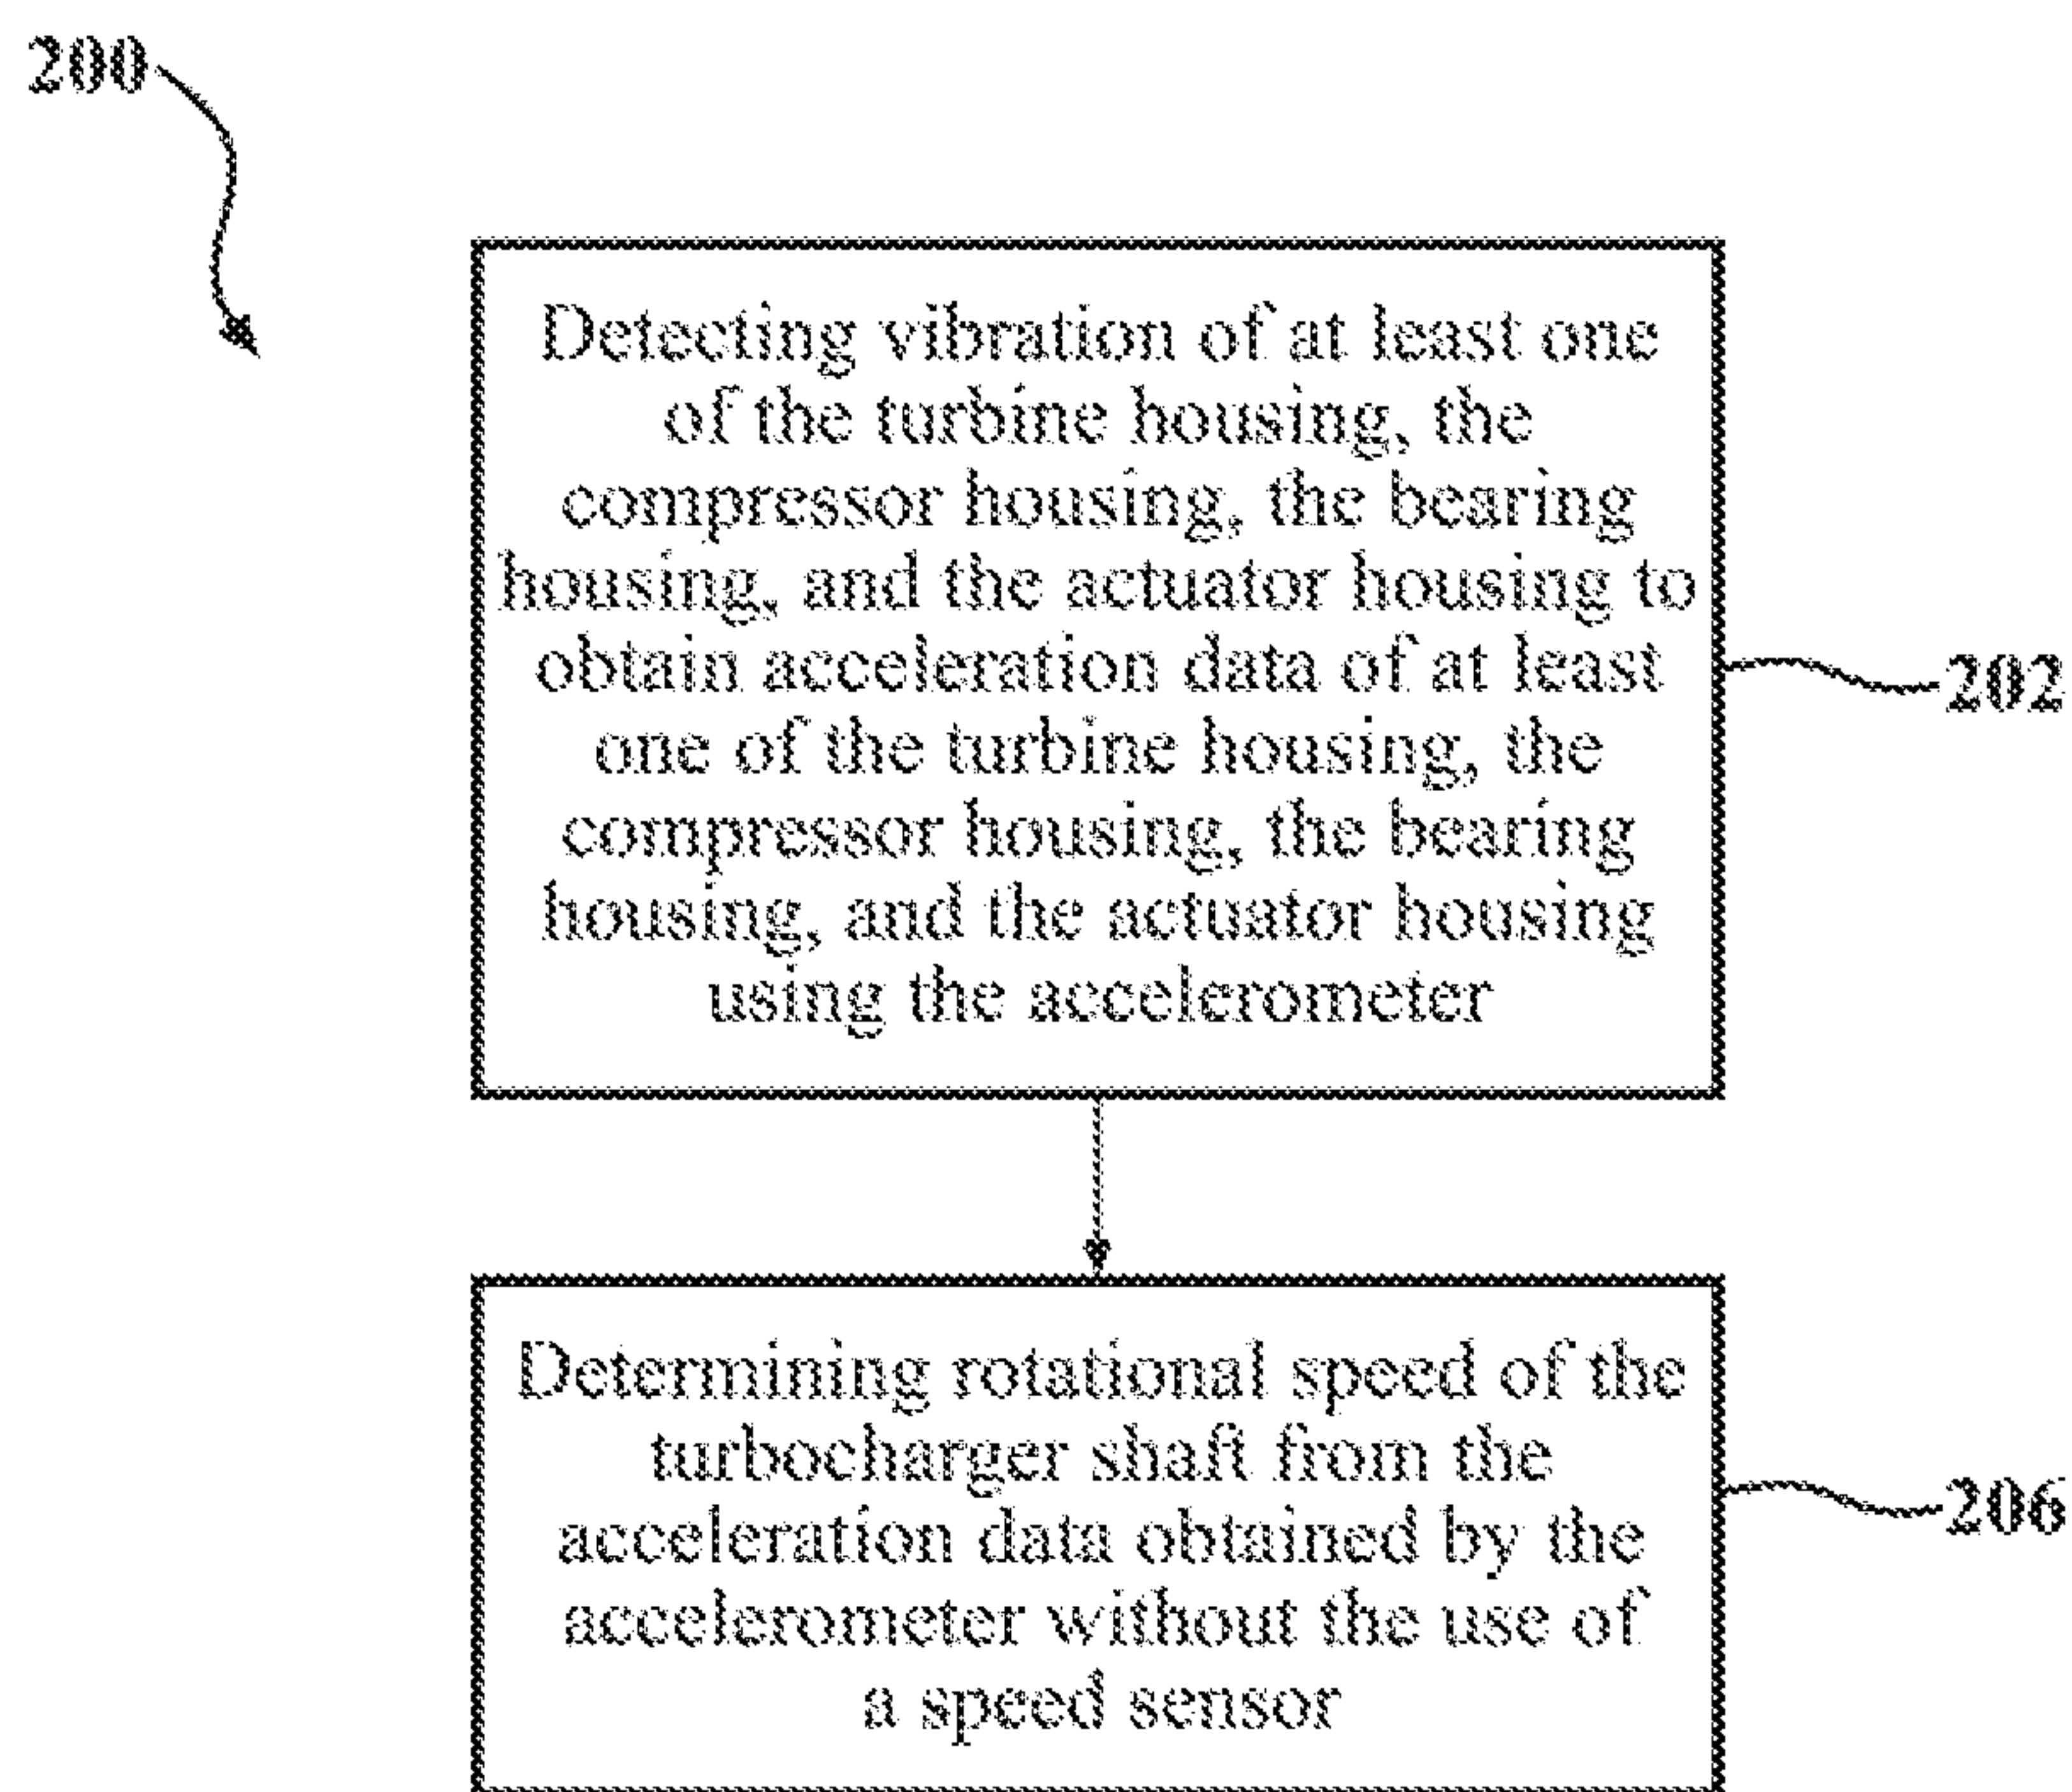 200
Detecting vibration of at least one
of the turbine housing, the
compressor housing, the bearing
housing, and the actuator housing to
obtain acceleration data of at least
one of the turbine housing, the
compressor housing, the bearing
housing, and the actuator housing
using the accelerometer
202
Determining rotational speed of the
turbocharger shaft from the
acceleration data obtained by the
accelerometer without the use of
a speed sensor
206